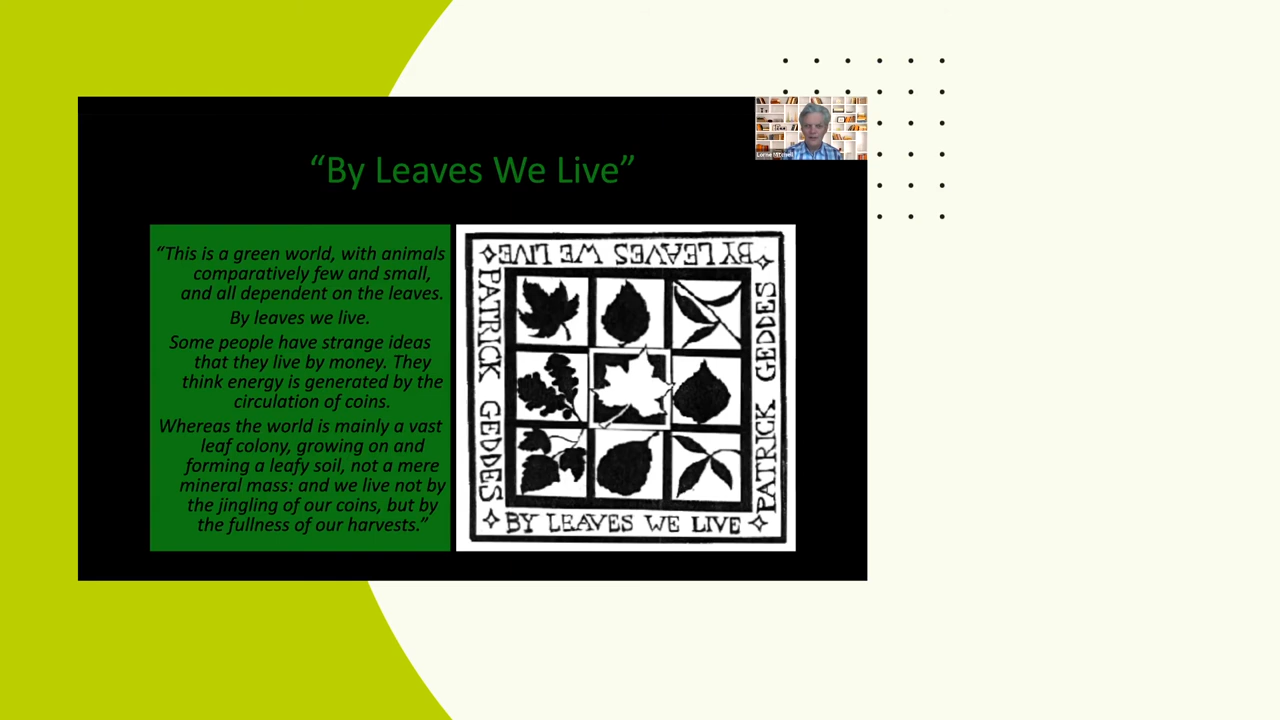 Lorne Mitchell
“By Leaves We Live”
“This is a green world, with animals
comparatively few and small,
and all dependent on the leaves.
By leaves we live.
Some people have strange ideas
that they live by money. They
think energy is generated by the
circulation of coins.
Whereas the world is mainly a vast
leaf colony, growing on and
forming a leafy soil, not a mere
mineral mass: and we live not by
the jingling of our coins, but by
the fullness of our harvests.”
BY LEAVES WE LIVE
PATRICK GEDDES
PATRICK GEDDES
BY LEAVES WE LIVE